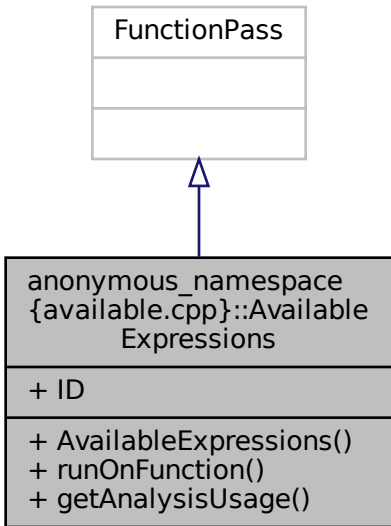 FunctionPass
anonymous_namespace
{available.cpp}::Available
Expressions
+ ID
+ AvailableExpressions()
+ runOnFunction()
+ getAnalysisUsage()